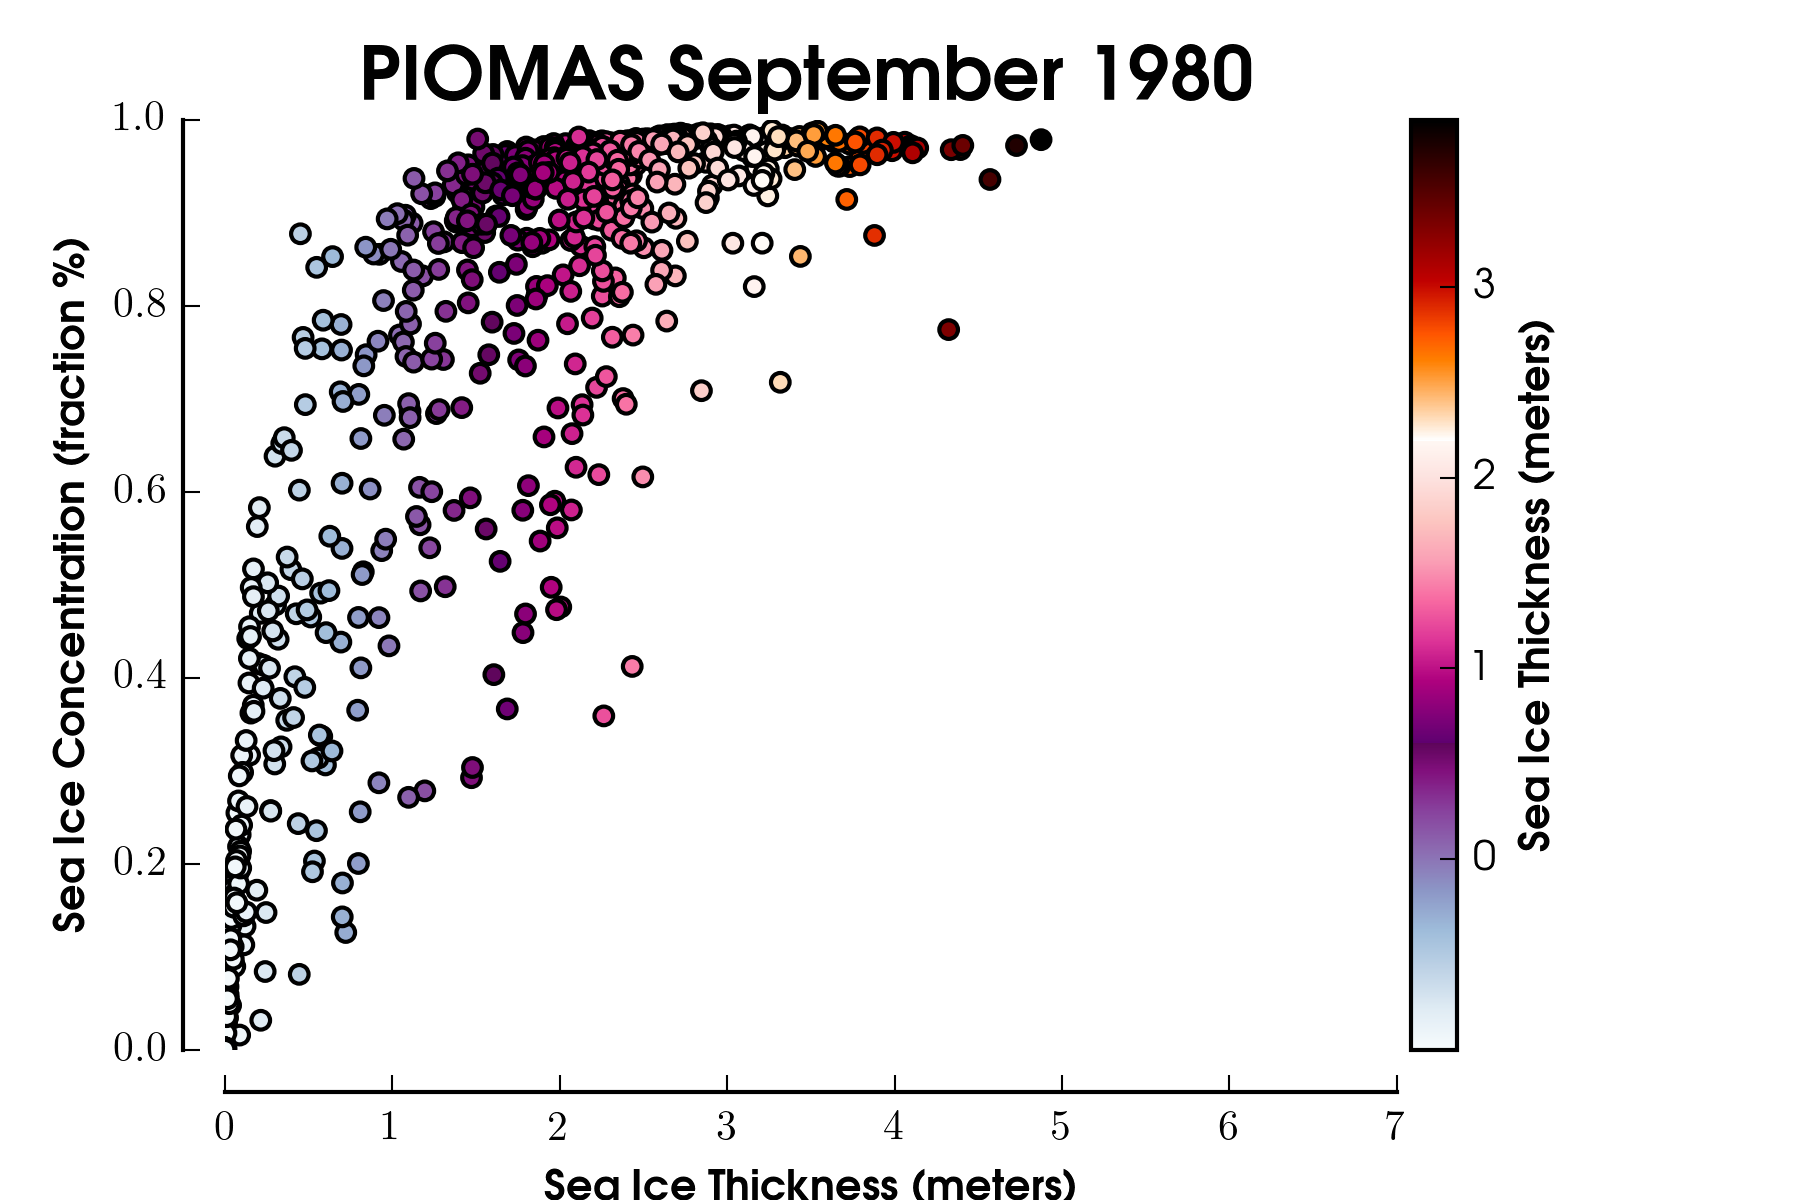 PIOMAS September 1980
1.0
0.8
0.6
0.4
0.2
0.0
Sea Ice Concentration (fraction %)
0 1 2 3 4 5 6 7
Sea Ice Thickness (meters)
3
2
1
0
Sea Ice Thickness (meters)